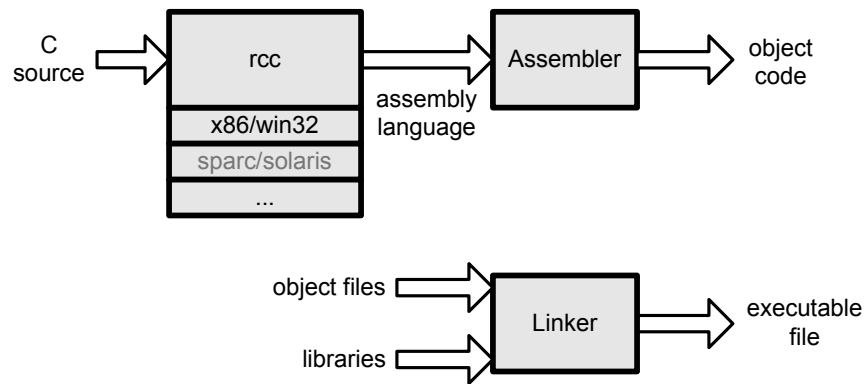 C
source
rcc
Assembler
object
code
assembly
language
x86/win32
sparc/solaris
...
object files
libraries
Linker
executable
file